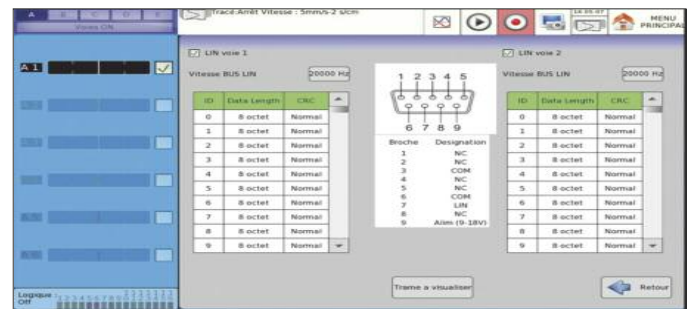 A B C D E
Voies ON
Tracé:Arrêt Vitesse : 5mm/s-2 s/cm
MENU PRINCIPAL
A1
LIN voie 1
Vitesse BUS LIN 20000 Hz
ID Data Length CRC
0 8 octet Normal
1 8 octet Normal
2 8 octet Normal
3 8 octet Normal
4 8 octet Normal
5 8 octet Normal
6 8 octet Normal
7 8 octet Normal
8 8 octet Normal
9 8 octet Normal
1 2 3 4 5
6 7 8 9
Broche Designation
1 NC
2 NC
3 COM
4 NC
5 NC
6 COM
7 LIN
8 NC
9 Alim (9-18V)
Trame a visualiser
LIN voie 2
Vitesse BUS LIN 20000 Hz
ID Data Length CRC
0 8 octet Normal
1 8 octet Normal
2 8 octet Normal
3 8 octet Normal
4 8 octet Normal
5 8 octet Normal
6 8 octet Normal
7 8 octet Normal
8 8 octet Normal
9 8 octet Normal
Retour
Logique :
Off